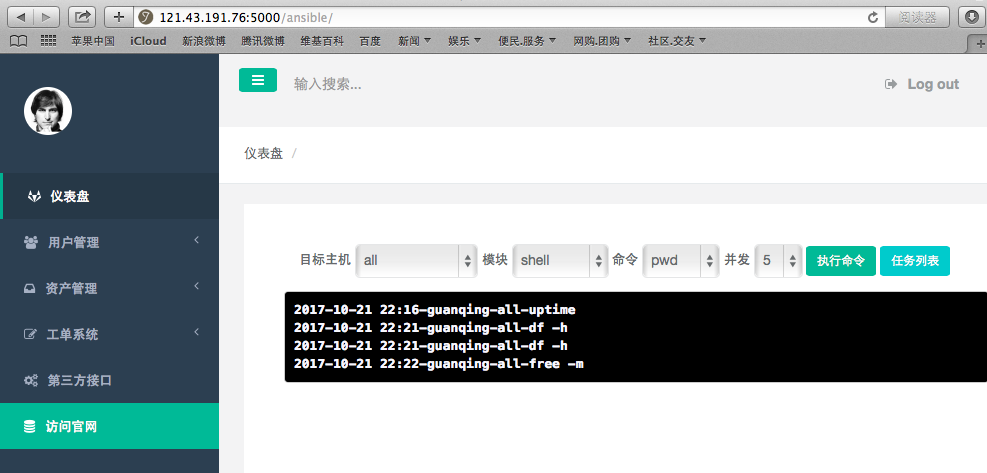 121.43.191.76:5000/ansible/
阅读器
苹果中国 iCloud 新浪微博 腾讯微博 维基百科 百度 新闻 娱乐 便民.服务 网购.团购 社区.交友
输入搜索... Log out
仪表盘 /
仪表盘
用户管理
资产管理
工单系统
第三方接口
访问官网
目标主机 all 模块 shell 命令 pwd 并发 5 执行命令 任务列表
2017-10-21 22:16-guanqing-all-uptime
2017-10-21 22:21-guanqing-all-df -h
2017-10-21 22:21-guanqing-all-df -h
2017-10-21 22:22-guanqing-all-free -m